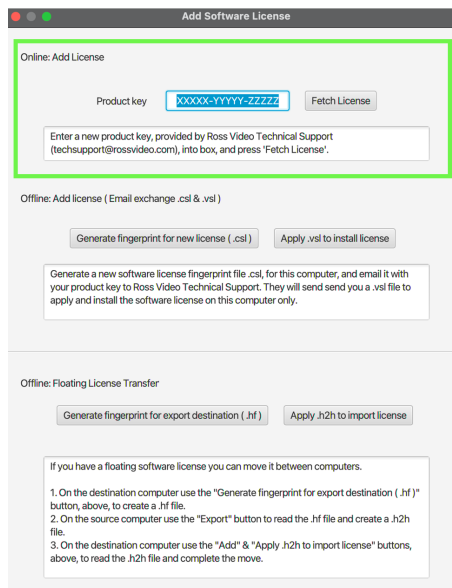 Add Software License
Online: Add License
Product key XXXXX-YYYYY-ZZZZZ Fetch License
Enter a new product key, provided by Ross Video Technical Support
(techsupport@rossvideo.com), into box, and press 'Fetch License'.
Offline: Add license ( Email exchange .csl & .vsl )
Generate fingerprint for new license ( .csl ) Apply .vsl to install license
Generate a new software license fingerprint file .csl, for this computer, and email it with
your product key to Ross Video Technical Support. They will send send you a .vsl file to
apply and install the software license on this computer only.
Offline: Floating License Transfer
Generate fingerprint for export destination ( .hf ) Apply .h2h to import license
If you have a floating software license you can move it between computers.
1. On the destination computer use the "Generate fingerprint for export destination ( .hf )"
button, above, to create a .hf file.
2. On the source computer use the "Export" button to read the .hf file and create a .h2h
file.
3. On the destination computer use the "Add" & "Apply .h2h to import license" buttons,
above, to read the .h2h file and complete the move.